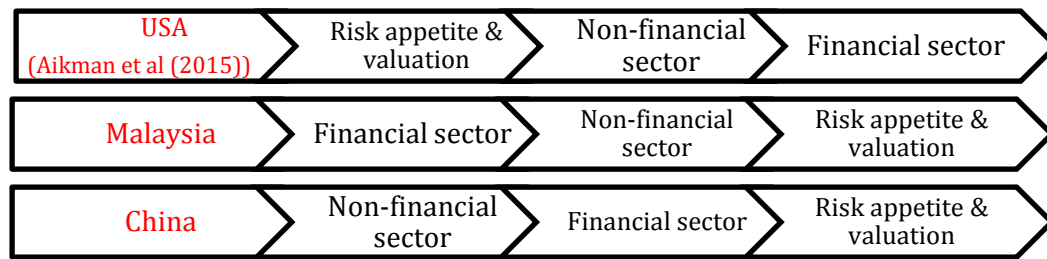 USA
(Aikman et al (2015))
Risk appetite &
valuation
Non-financial
sector
Financial sector
Malaysia
Financial sector
Non-financial
sector
Risk appetite &
valuation
China
Non-financial
sector
Financial sector
Risk appetite &
valuation